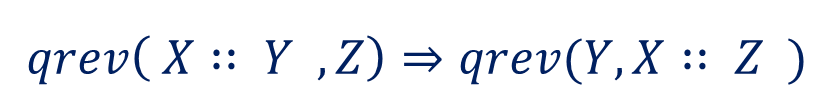 qrev( X :: Y ,Z) ⇒ qrev(Y,X :: Z )